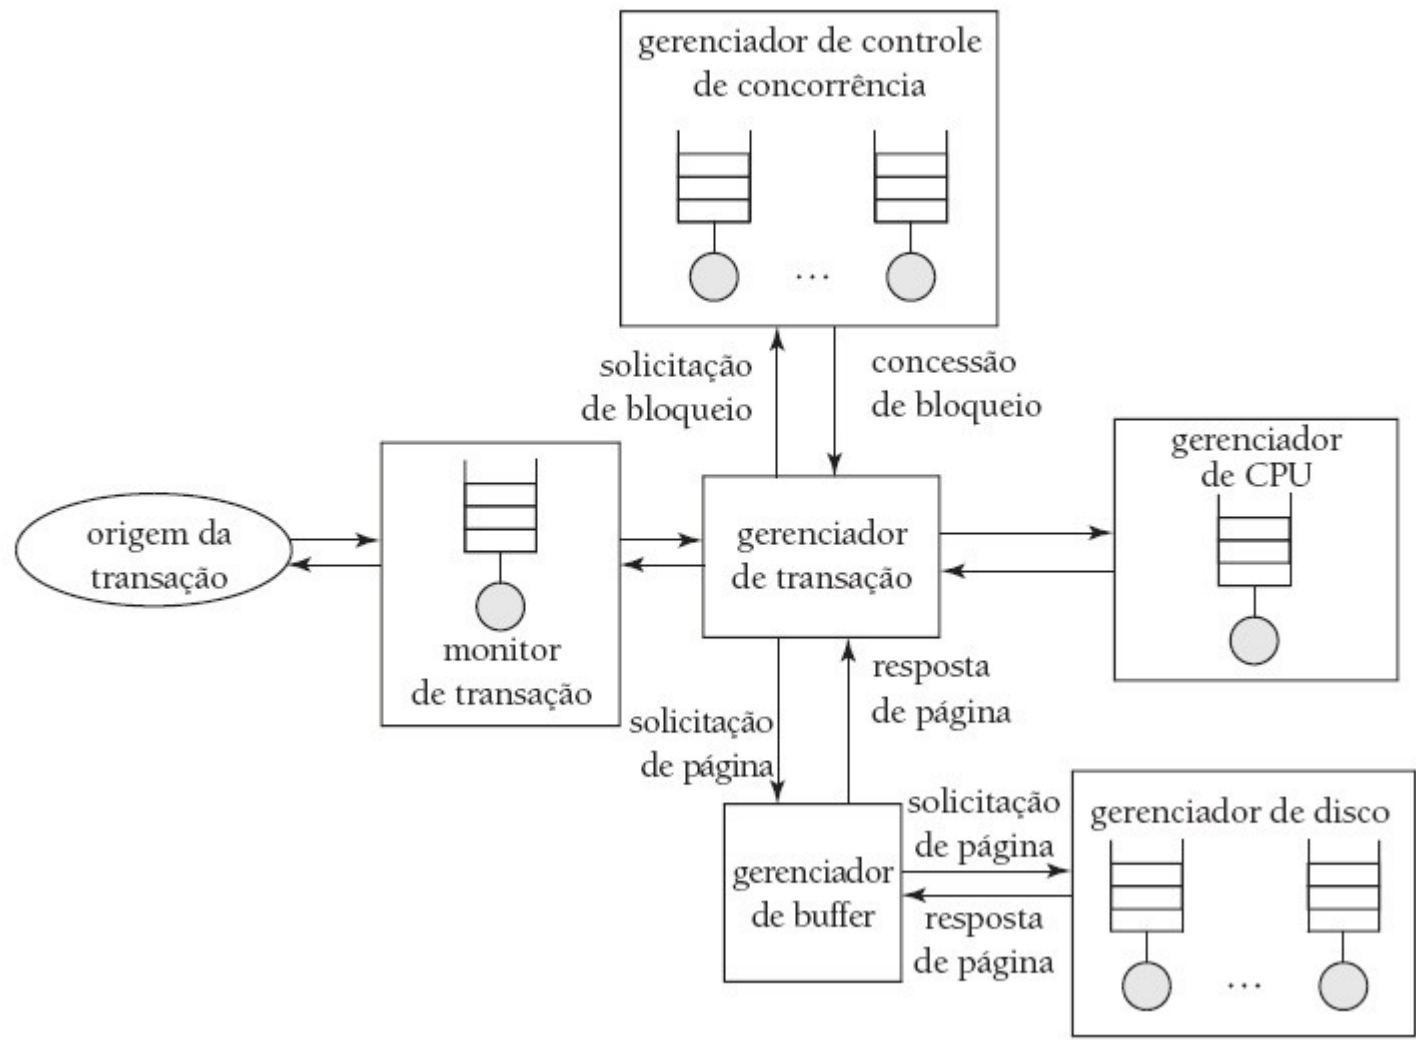 gerenciador de controle
de concorrência
...
solicitação
de bloqueio
concessão
de bloqueio
gerenciador
de CPU
origem da
transação
monitor
de transação
gerenciador
de transação
solicitação
de página
resposta
de página
gerenciador
de buffer
solicitação
de página
resposta
de página
gerenciador de disco
...